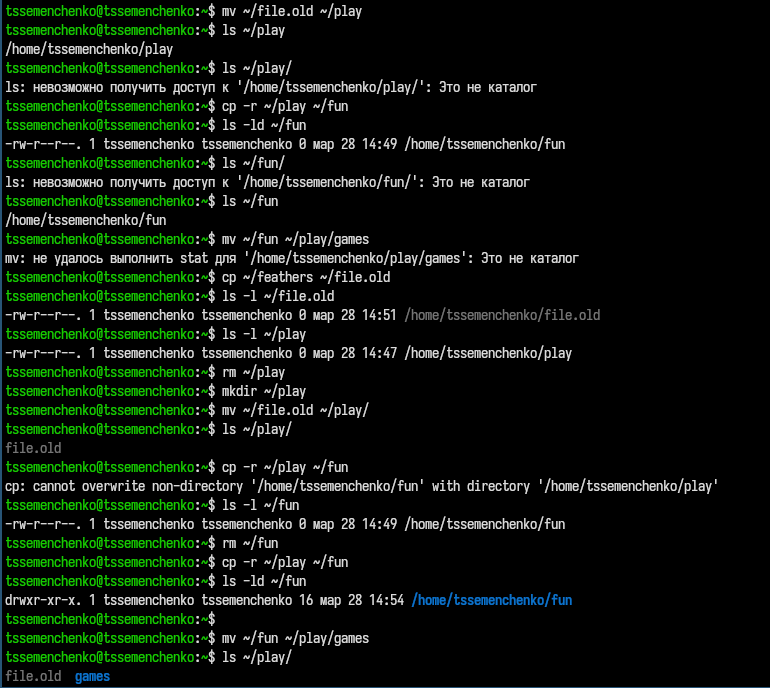 tssemenchenko@tssemenchenko:~$ mv ~/file.old ~/play
tssemenchenko@tssemenchenko:~$ ls ~/play
/home/tssemenchenko/play
tssemenchenko@tssemenchenko:~$ ls ~/play/
ls: невозможно получить доступ к '/home/tssemenchenko/play/': Это не каталог
tssemenchenko@tssemenchenko:~$ cp -r ~/play ~/fun
tssemenchenko@tssemenchenko:~$ ls -ld ~/fun
-rw-r--r--. 1 tssemenchenko tssemenchenko 0 мар 28 14:49 /home/tssemenchenko/fun
tssemenchenko@tssemenchenko:~$ ls ~/fun/
ls: невозможно получить доступ к '/home/tssemenchenko/fun/': Это не каталог
tssemenchenko@tssemenchenko:~$ ls ~/fun
/home/tssemenchenko/fun
tssemenchenko@tssemenchenko:~$ mv ~/fun ~/play/games
mv: не удалось выполнить stat для '/home/tssemenchenko/play/games': Это не каталог
tssemenchenko@tssemenchenko:~$ cp ~/feathers ~/file.old
tssemenchenko@tssemenchenko:~$ ls -l ~/file.old
-rw-r--r--. 1 tssemenchenko tssemenchenko 0 мар 28 14:51 /home/tssemenchenko/file.old
tssemenchenko@tssemenchenko:~$ ls -l ~/play
-rw-r--r--. 1 tssemenchenko tssemenchenko 0 мар 28 14:47 /home/tssemenchenko/play
tssemenchenko@tssemenchenko:~$ rm ~/play
tssemenchenko@tssemenchenko:~$ mkdir ~/play
tssemenchenko@tssemenchenko:~$ mv ~/file.old ~/play/
tssemenchenko@tssemenchenko:~$ ls ~/play/
file.old
tssemenchenko@tssemenchenko:~$ cp -r ~/play ~/fun
cp: cannot overwrite non-directory '/home/tssemenchenko/fun' with directory '/home/tssemenchenko/play'
tssemenchenko@tssemenchenko:~$ ls -l ~/fun
-rw-r--r--. 1 tssemenchenko tssemenchenko 0 мар 28 14:49 /home/tssemenchenko/fun
tssemenchenko@tssemenchenko:~$ rm ~/fun
tssemenchenko@tssemenchenko:~$ cp -r ~/play ~/fun
tssemenchenko@tssemenchenko:~$ ls -ld ~/fun
drwxr-xr-x. 1 tssemenchenko tssemenchenko 16 мар 28 14:54 /home/tssemenchenko/fun
tssemenchenko@tssemenchenko:~$
tssemenchenko@tssemenchenko:~$ mv ~/fun ~/play/games
tssemenchenko@tssemenchenko:~$ ls ~/play/
file.old  games